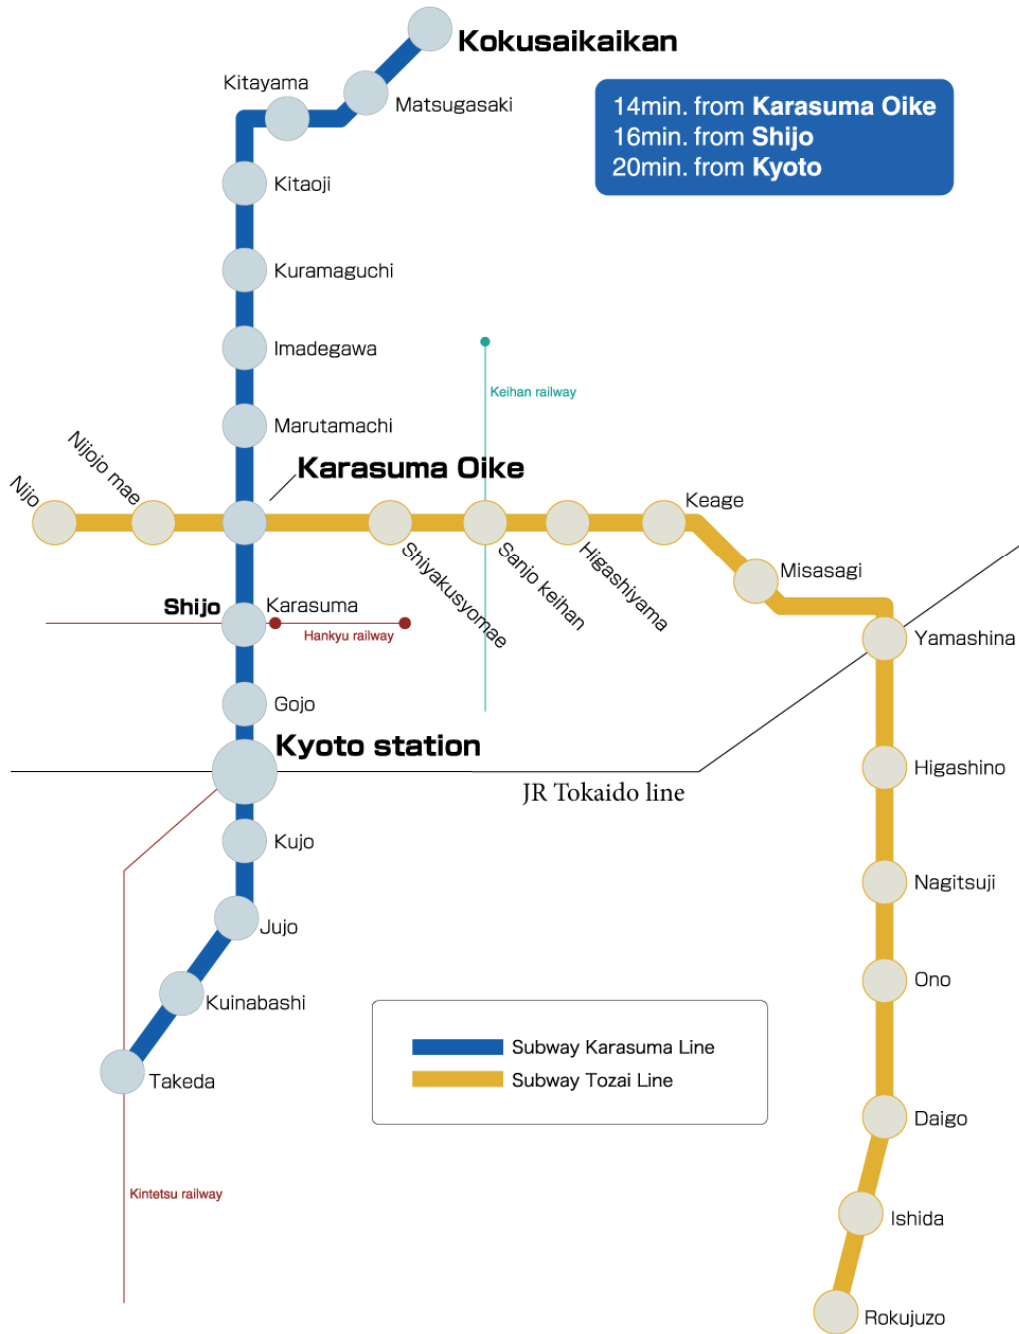 Kokusaikaikan
Kitayama
Matsugasaki
14min. from Karasuma Oike
16min. from Shijo
20min. from Kyoto
Kitaoji
Kuramaguchi
Imadegawa
Keihan railway
Marutamachi
Karasuma Oike
Nijo
Nijojo mae
Shiyakusyomae
Sanjo keihan
Higashiyama
Keage
Misasagi
Shijo
Karasuma
Hankyu railway
Yamashina
Gojo
Kyoto station
JR Tokaido line
Higashino
Kujo
Nagitsuji
Jujo
Ono
Kuinabashi
Subway Karasuma Line
Subway Tozai Line
Takeda
Daigo
Kintetsu railway
Ishida
Rokujuzo